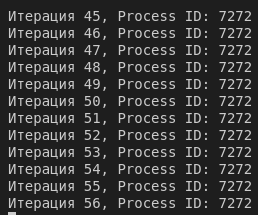 Итерация 45, Process ID: 7272
Итерация 46, Process ID: 7272
Итерация 47, Process ID: 7272
Итерация 48, Process ID: 7272
Итерация 49, Process ID: 7272
Итерация 50, Process ID: 7272
Итерация 51, Process ID: 7272
Итерация 52, Process ID: 7272
Итерация 53, Process ID: 7272
Итерация 54, Process ID: 7272
Итерация 55, Process ID: 7272
Итерация 56, Process ID: 7272